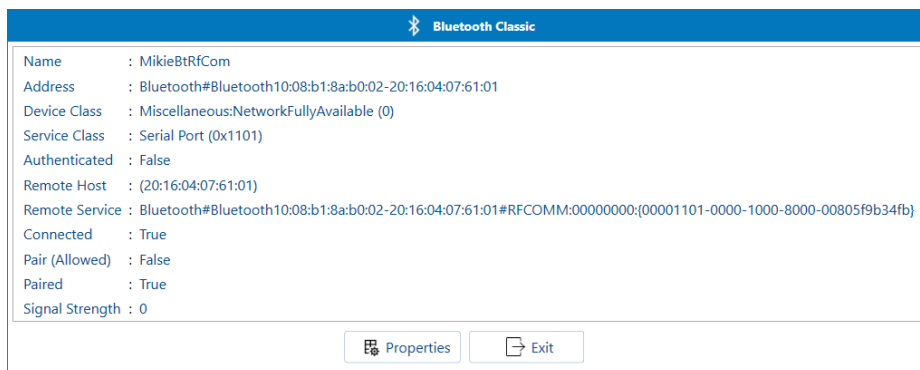 Bluetooth Classic
Name : MikieBtRfCom
Address : Bluetooth#Bluetooth10:08:b1:8a:b0:02-20:16:04:07:61:01
Device Class : Miscellaneous:NetworkFullyAvailable (0)
Service Class : Serial Port (0x1101)
Authenticated : False
Remote Host : (20:16:04:07:61:01)
Remote Service : Bluetooth#Bluetooth10:08:b1:8a:b0:02-20:16:04:07:61:01#RFCOMM:00000000:{00001101-0000-1000-8000-00805f9b34fb}
Connected : True
Pair (Allowed) : False
Paired : True
Signal Strength : 0
Properties Exit